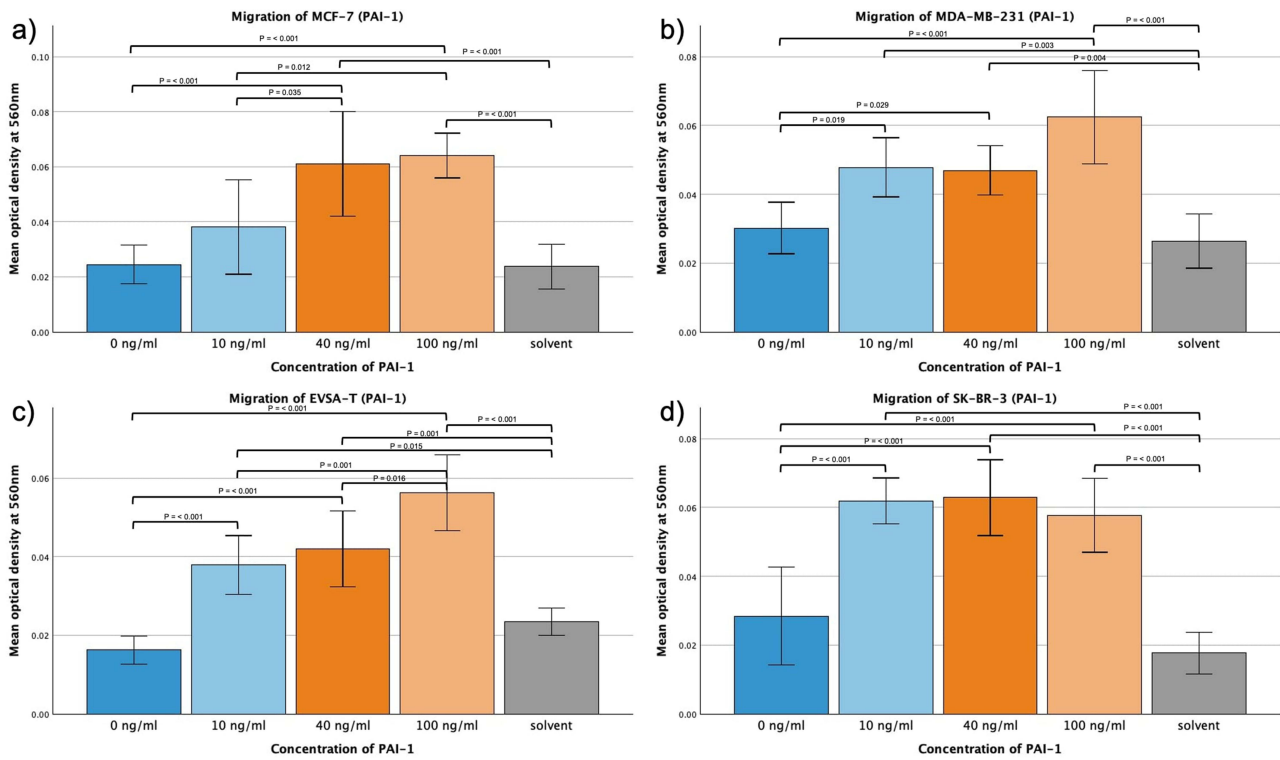 a)
Migration of MCF-7 (PAI-1)
P = < 0.001
P = < 0.001
P = 0.012
P = < 0.001
P = 0.035
P = < 0.001
Mean optical density at 560nm
0.10
0.08
0.06
0.04
0.02
0.00
0 ng/ml 10 ng/ml 40 ng/ml 100 ng/ml solvent
Concentration of PAI-1
b)
Migration of MDA-MB-231 (PAI-1)
P = < 0.001
P = < 0.001
P = 0.003
P = 0.004
P = 0.029
P = 0.019
Mean optical density at 560nm
0.08
0.06
0.04
0.02
0.00
0 ng/ml 10 ng/ml 40 ng/ml 100 ng/ml solvent
Concentration of PAI-1
c)
Migration of EVSA-T (PAI-1)
P = < 0.001
P = < 0.001
P = 0.001
P = 0.015
P = 0.001
P = 0.016
P = < 0.001
P = < 0.001
Mean optical density at 560nm
0.06
0.04
0.02
0.00
0 ng/ml 10 ng/ml 40 ng/ml 100 ng/ml solvent
Concentration of PAI-1
d)
Migration of SK-BR-3 (PAI-1)
P = < 0.001
P = < 0.001
P = < 0.001
P = < 0.001
P = < 0.001
P = < 0.001
Mean optical density at 560nm
0.08
0.06
0.04
0.02
0.00
0 ng/ml 10 ng/ml 40 ng/ml 100 ng/ml solvent
Concentration of PAI-1